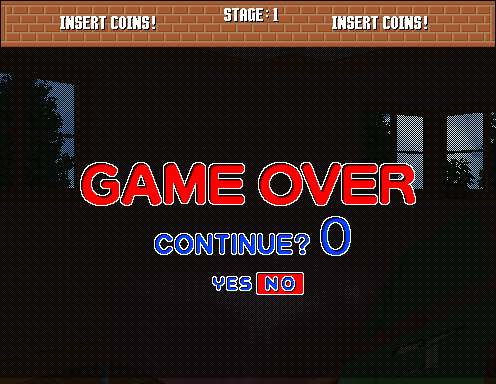 INSERT COINS! STAGE:1 INSERT COINS!
GAME OVER
CONTINUE? 0
YES NO